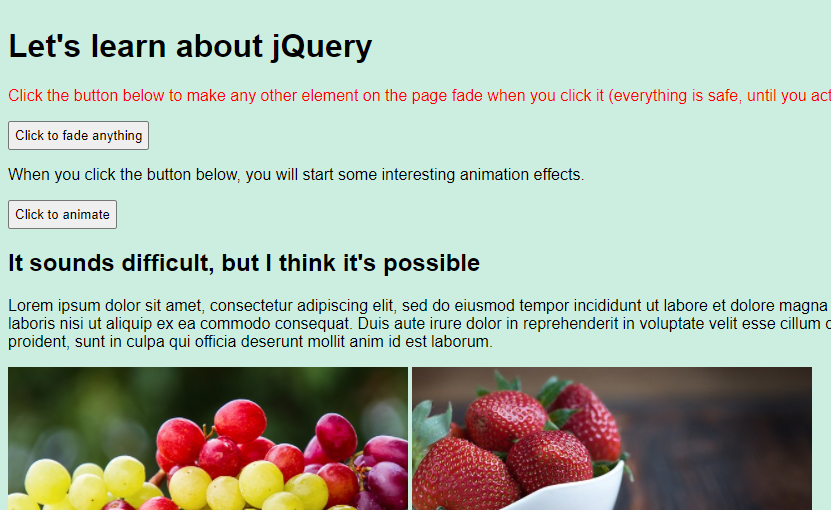 Let's learn about jQuery
Click the button below to make any other element on the page fade when you click it (everything is safe, until you act
Click to fade anything
When you click the button below, you will start some interesting animation effects.
Click to animate
It sounds difficult, but I think it's possible
Lorem ipsum dolor sit amet, consectetur adipiscing elit, sed do eiusmod tempor incididunt ut labore et dolore magna
laboris nisi ut aliquip ex ea commodo consequat. Duis aute irure dolor in reprehenderit in voluptate velit esse cillum
proident, sunt in culpa qui officia deserunt mollit anim id est laborum.